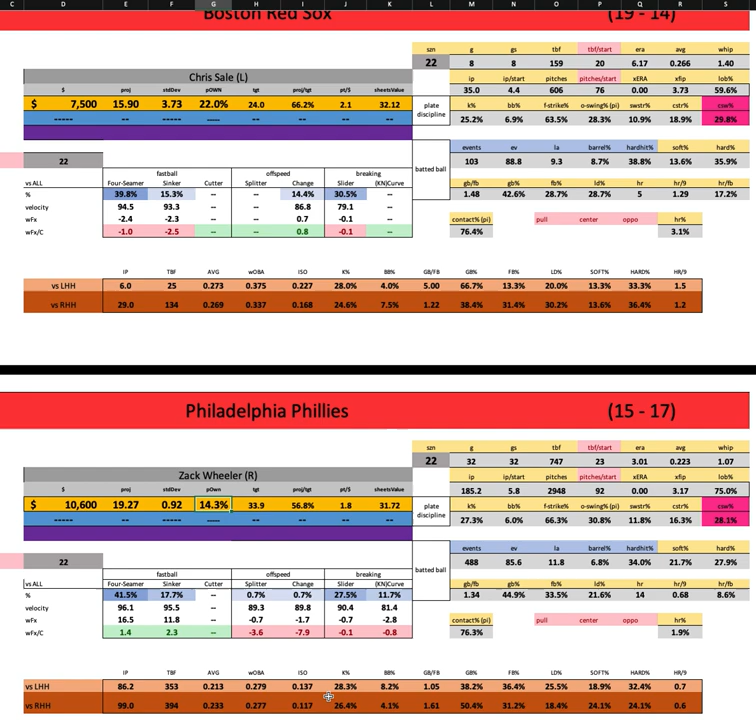 C D E F G H I J K L M N O P Q R S
Boston Red Sox (19 - 14)
szn g gs tbf tbf/start era avg whip
22 8 8 159 20 6.17 0.266 1.40
Chris Sale (L) ip ip/start pitches pitches/start xERA xfip lob%
$ proj stdDev pOWN tgt proj/tgt pt/$ sheetsValue 35.0 4.4 606 76 0.00 3.73 59.6%
$ 7,500 15.90 3.73 22.0% 24.0 66.2% 2.1 32.12 plate discipline k% bb% f-strike% o-swing% (pi) swstr% cstr% csw%
----- -- -- ---- -- -- -- -- 25.2% 6.9% 63.5% 28.3% 10.9% 18.9% 29.8%
events ev la barrel% hardhit% soft% hard%
22 batted ball 103 88.8 9.3 8.7% 38.8% 13.6% 35.9%
fastball offspeed breaking
vs ALL Four-Seamer Sinker Cutter Splitter Change Slider (KN)Curve gb/fb gb% fb% ld% hr hr/9 hr/fb
% 39.8% 15.3% -- -- 14.4% 30.5% -- 1.48 42.6% 28.7% 28.7% 5 1.29 17.2%
velocity 94.5 93.3 -- -- 86.8 79.1 --
wFx -2.4 -2.3 -- -- 0.7 -0.1 -- contact% (pi) pull center oppo hr%
wFx/C -1.0 -2.5 -- -- 0.8 -0.1 -- 76.4% 3.1%
IP TBF AVG wOBA ISO K% BB% GB/FB GB% FB% LD% SOFT% HARD% HR/9
vs LHH 6.0 25 0.273 0.375 0.227 28.0% 4.0% 5.00 66.7% 13.3% 20.0% 13.3% 33.3% 1.5
vs RHH 29.0 134 0.269 0.337 0.168 24.6% 7.5% 1.22 38.4% 31.4% 30.2% 13.6% 36.4% 1.2
Philadelphia Phillies (15 - 17)
szn g gs tbf tbf/start era avg whip
22 32 32 747 23 3.01 0.223 1.07
Zack Wheeler (R) ip ip/start pitches pitches/start xERA xfip lob%
$ proj stdDev pOwn tgt proj/tgt pt/$ sheetsValue 185.2 5.8 2948 92 0.00 3.17 75.0%
$ 10,600 19.27 0.92 14.3% 33.9 56.8% 1.8 31.72 plate discipline k% bb% f-strike% o-swing% (pi) swstr% cstr% csw%
----- -- -- ---- -- -- -- -- 27.3% 6.0% 66.3% 30.8% 11.8% 16.3% 28.1%
events ev la barrel% hardhit% soft% hard%
22 batted ball 488 85.6 11.8 6.8% 34.0% 21.7% 27.9%
fastball offspeed breaking
vs ALL Four-Seamer Sinker Cutter Splitter Change Slider (KN)Curve gb/fb gb% fb% ld% hr hr/9 hr/fb
% 41.5% 17.7% -- 0.7% 0.7% 27.5% 11.7% 1.34 44.9% 33.5% 21.6% 14 0.68 8.6%
velocity 96.1 95.5 -- 89.3 89.8 90.4 81.4
wFx 16.5 11.8 -- -0.7 -1.7 -0.7 -2.8 contact% (pi) pull center oppo hr%
wFx/C 1.4 2.3 -- -3.6 -7.9 -0.1 -0.8 76.3% 1.9%
IP TBF AVG wOBA ISO K% BB% GB/FB GB% FB% LD% SOFT% HARD% HR/9
vs LHH 86.2 353 0.213 0.279 0.137 28.3% 8.2% 1.05 38.2% 36.4% 25.5% 18.9% 32.4% 0.7
vs RHH 99.0 394 0.233 0.277 0.117 26.4% 4.1% 1.61 50.4% 31.2% 18.4% 24.1% 24.1% 0.6